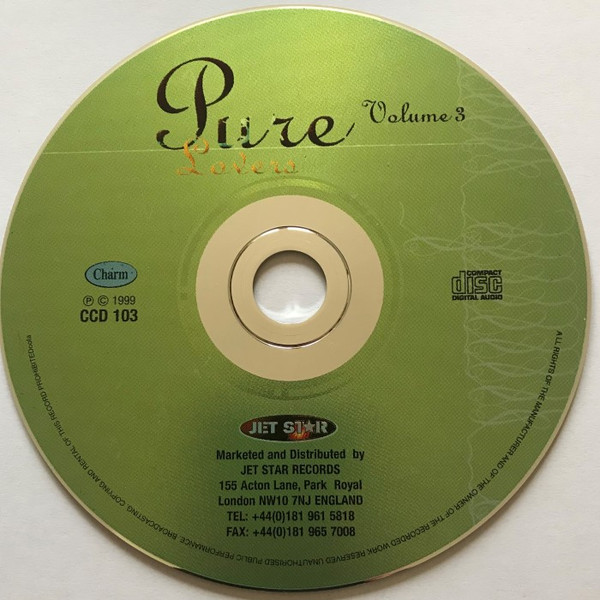 Pure Volume 3
Lovers
Charm
℗ © 1999
CCD 103
COMPACT
disc
DIGITAL AUDIO
JET ST★R
Marketed and Distributed by
JET STAR RECORDS
155 Acton Lane, Park Royal
London NW10 7NJ ENGLAND
TEL: +44(0)181 961 5818
FAX: +44(0)181 965 7008
ALL RIGHTS OF THE MANUFACTURER AND OF THE OWNER OF THE RECORDED WORK RESERVED UNAUTHORISED PUBLIC PERFORMANCE BROADCASTING, COPYING AND RENTAL OF THIS RECORD PROHIBITED